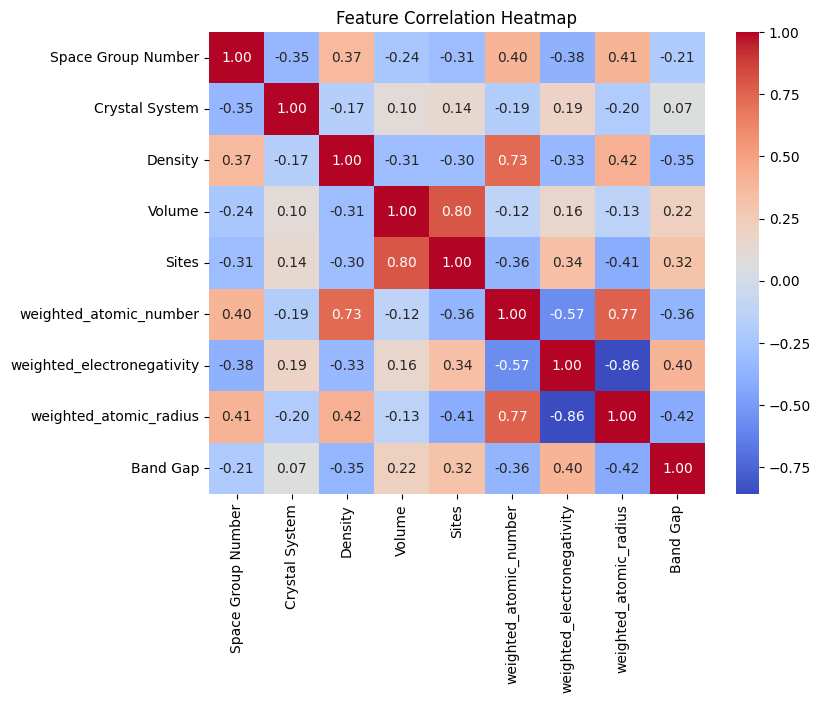 Feature Correlation Heatmap
Space Group Number 1.00 -0.35 0.37 -0.24 -0.31 0.40 -0.38 0.41 -0.21
Crystal System -0.35 1.00 -0.17 0.10 0.14 -0.19 0.19 -0.20 0.07
Density 0.37 -0.17 1.00 -0.31 -0.30 0.73 -0.33 0.42 -0.35
Volume -0.24 0.10 -0.31 1.00 0.80 -0.12 0.16 -0.13 0.22
Sites -0.31 0.14 -0.30 0.80 1.00 -0.36 0.34 -0.41 0.32
weighted_atomic_number 0.40 -0.19 0.73 -0.12 -0.36 1.00 -0.57 0.77 -0.36
weighted_electronegativity -0.38 0.19 -0.33 0.16 0.34 -0.57 1.00 -0.86 0.40
weighted_atomic_radius 0.41 -0.20 0.42 -0.13 -0.41 0.77 -0.86 1.00 -0.42
Band Gap -0.21 0.07 -0.35 0.22 0.32 -0.36 0.40 -0.42 1.00
Space Group Number
Crystal System
Density
Volume
Sites
weighted_atomic_number
weighted_electronegativity
weighted_atomic_radius
Band Gap
1.00
0.75
0.50
0.25
0.00
−0.25
−0.50
−0.75